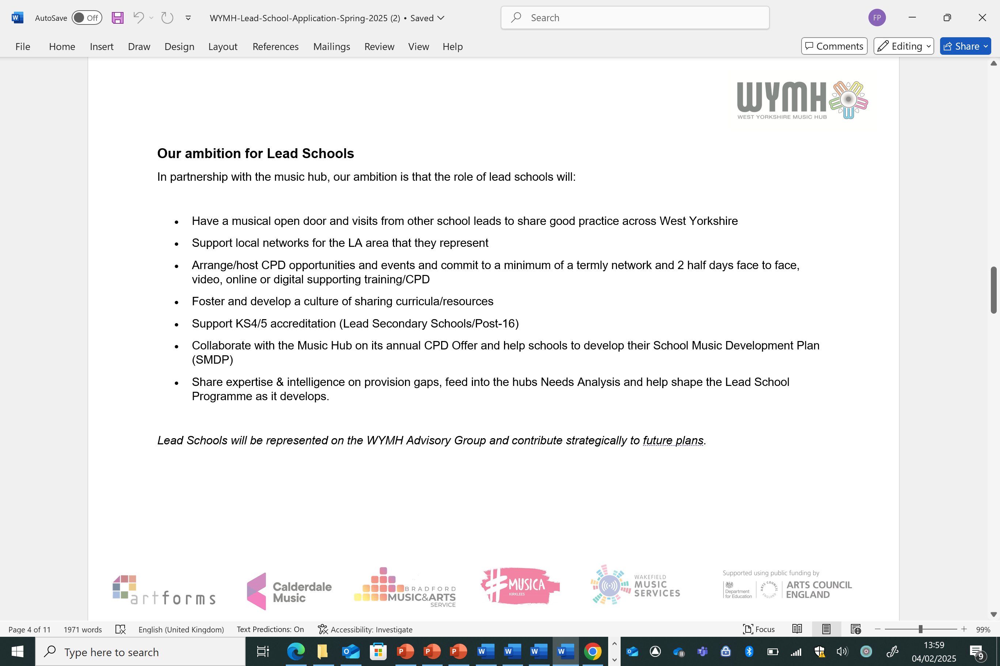 AutoSave Off WYMH-Lead-School-Application-Spring-2025 (2) • Saved Search FP
File Home Insert Draw Design Layout References Mailings Review View Help Comments Editing Share
WYMH
WEST YORKSHIRE MUSIC HUB
Our ambition for Lead Schools
In partnership with the music hub, our ambition is that the role of lead schools will:
• Have a musical open door and visits from other school leads to share good practice across West Yorkshire
• Support local networks for the LA area that they represent
• Arrange/host CPD opportunities and events and commit to a minimum of a termly network and 2 half days face to face,
video, online or digital supporting training/CPD
• Foster and develop a culture of sharing curricula/resources
• Support KS4/5 accreditation (Lead Secondary Schools/Post-16)
• Collaborate with the Music Hub on its annual CPD Offer and help schools to develop their School Music Development Plan
(SMDP)
• Share expertise & intelligence on provision gaps, feed into the hubs Needs Analysis and help shape the Lead School
Programme as it develops.
Lead Schools will be represented on the WYMH Advisory Group and contribute strategically to future plans.
artforms
Calderdale
Music
BRADFORD
MUSIC&ARTS
SERVICE
#MUSICA
KIRKLEES
WAKEFIELD
MUSIC
SERVICES
Supported using public funding by
Department
for Education
ARTS COUNCIL
ENGLAND
ARTS COUNCIL
ENGLAND
Page 4 of 11 1971 words English (United Kingdom) Text Predictions: On Accessibility: Investigate Focus 99%
Type here to search
13:59
04/02/2025
9